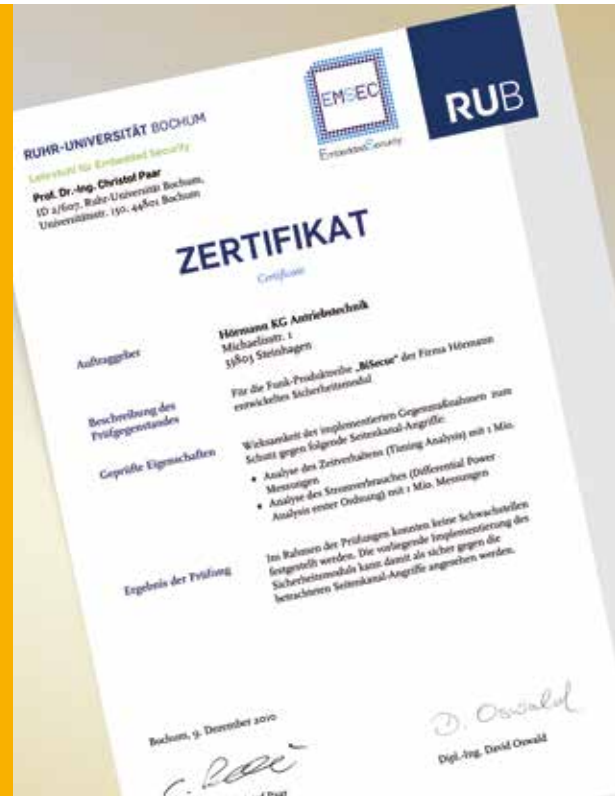 EMSEC
Embedded Security
RUB
RUHR-UNIVERSITÄT BOCHUM
Lehrstuhl für Embedded Security
Prof. Dr.-Ing. Christof Paar
ID 2/607, Ruhr-Universität Bochum,
Universitätsstr. 150, 44801 Bochum
ZERTIFIKAT
Certificate
Auftraggeber
Hörmann KG Antriebstechnik
Michaelisstr. 1
33803 Steinhagen
Beschreibung des
Prüfgegenstandes
Für die Funk-Produktreihe „BiSecur“ der Firma Hörmann
entwickeltes Sicherheitsmodul
Geprüfte Eigenschaften
Wirksamkeit der implementierten Gegenmaßnahmen zum
Schutz gegen folgende Seitenkanal-Angriffe:
• Analyse des Zeitverhaltens (Timing Analysis) mit 1 Mio.
Messungen
• Analyse des Stromverbrauches (Differential Power
Analysis erster Ordnung) mit 1 Mio. Messungen
Ergebnis der Prüfung
Im Rahmen der Prüfungen konnten keine Schwachstellen
festgestellt werden. Die vorliegende Implementierung des
Sicherheitsmoduls kann damit als sicher gegen die
betrachteten Seitenkanal-Angriffe angesehen werden.
Bochum, 9. Dezember 2010
D. Oswald
Dipl.-Ing. David Oswald
Paar